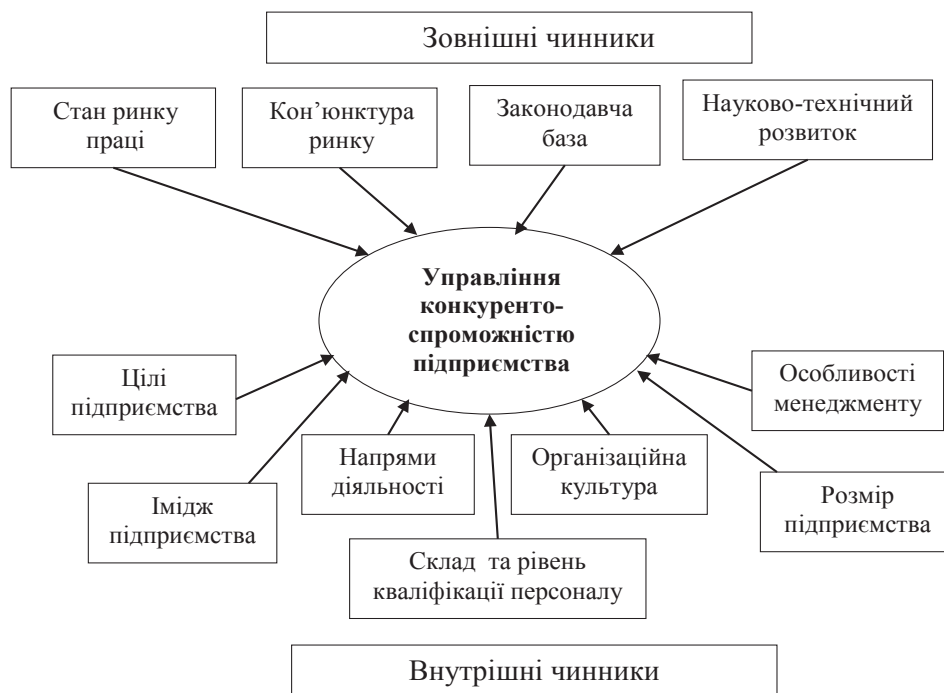 Зовнішні чинники
Стан ринку
праці
Кон’юнктура
ринку
Законодавча
база
Науково-технічний
розвиток
Управління
конкуренто-
спроможністю
підприємства
Цілі
підприємства
Особливості
менеджменту
Імідж
підприємства
Напрями
діяльності
Організаційна
культура
Розмір
підприємства
Склад та рівень
кваліфікації персоналу
Внутрішні чинники